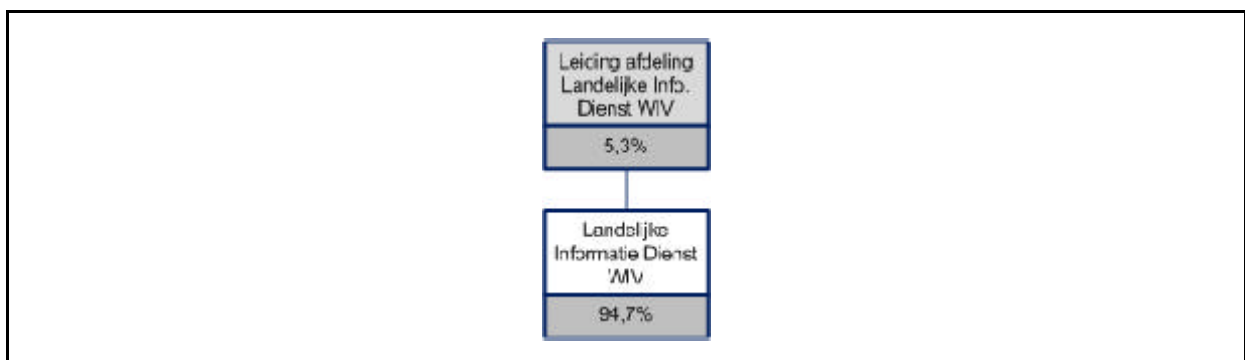 Leiding afdeling
Landelijke Info.
Dienst WIV
5,3%
Landelijke
Informatie Dienst
WIV
94,7%